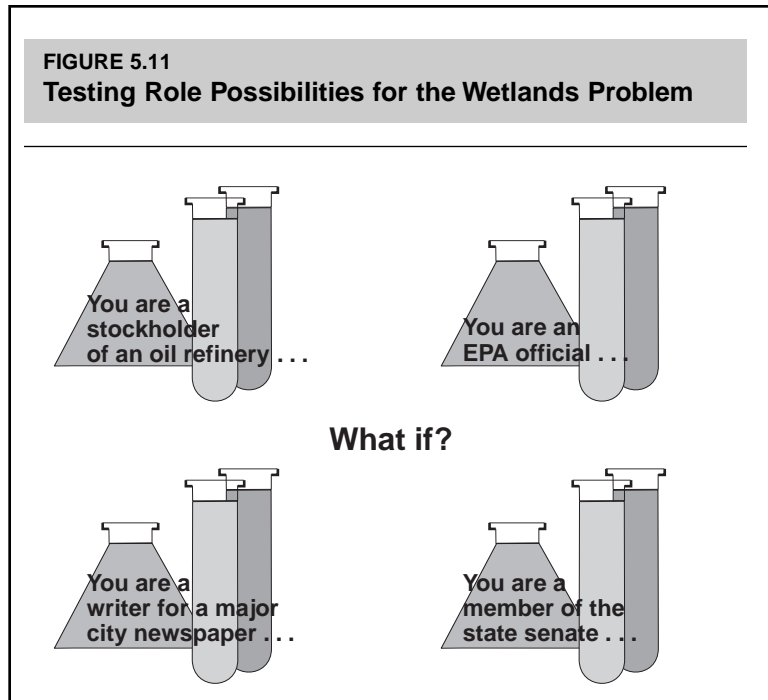 FIGURE 5.11
Testing Role Possibilities for the Wetlands Problem
You are a
stockholder
of an oil refinery . . .
You are an
EPA official . . .
What if?
You are a
writer for a major
city newspaper . . .
You are a
member of the
state senate . . .